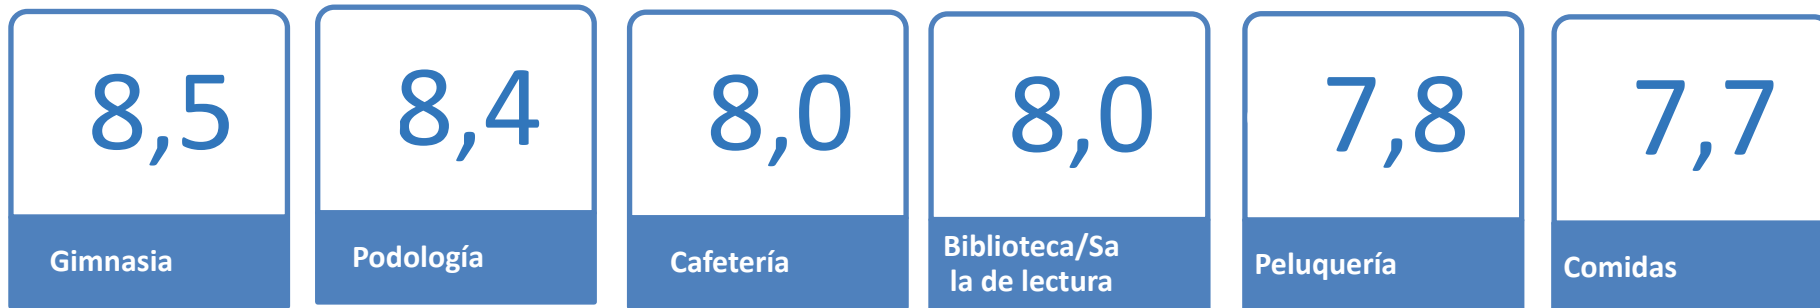 8,5
Gimnasia
8,4
Podología
8,0
Cafetería
8,0
Biblioteca/Sa
la de lectura
7,8
Peluquería
7,7
Comidas